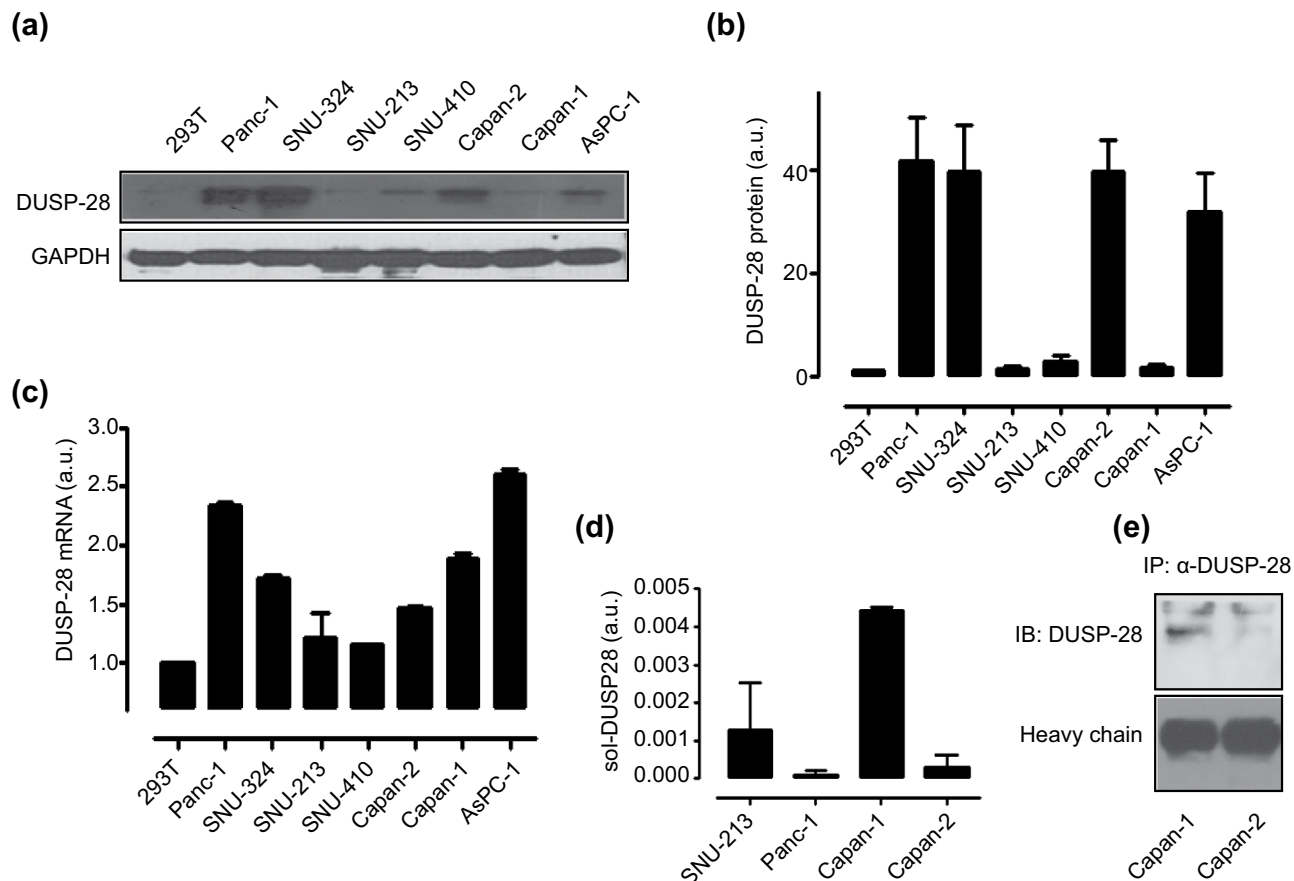 (a)
293T Panc-1 SNU-324 SNU-213 SNU-410 Capan-2 Capan-1 AsPC-1
DUSP-28
GAPDH
(b)
DUSP-28 protein (a.u.)
40
20
0
293T Panc-1 SNU-324 SNU-213 SNU-410 Capan-2 Capan-1 AsPC-1
(c)
DUSP-28 mRNA (a.u.)
3.0
2.5
2.0
1.5
1.0
293T Panc-1 SNU-324 SNU-213 SNU-410 Capan-2 Capan-1 AsPC-1
(d)
sol-DUSP28 (a.u.)
0.005
0.004
0.003
0.002
0.001
0.000
SNU-213 Panc-1 Capan-1 Capan-2
(e)
IP: α-DUSP-28
IB: DUSP-28
Heavy chain
Capan-1 Capan-2